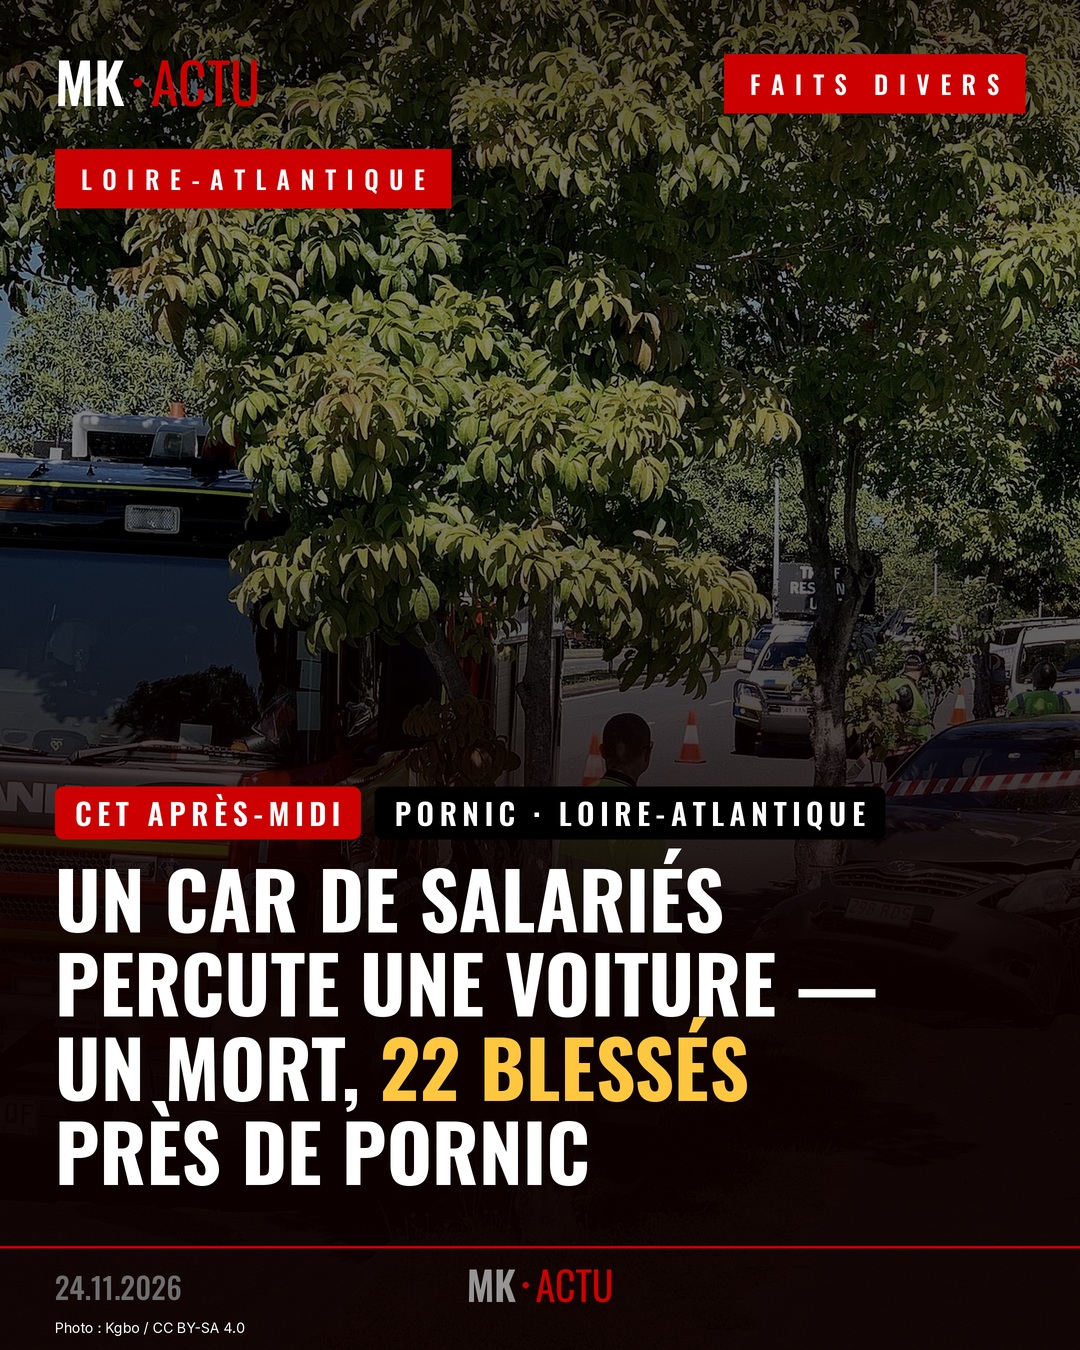 MK·ACTU
FAITS DIVERS
LOIRE-ATLANTIQUE
CET APRÈS-MIDI
PORNIC · LOIRE-ATLANTIQUE
UN CAR DE SALARIÉS
PERCUTE UNE VOITURE —
UN MORT, 22 BLESSÉS
PRÈS DE PORNIC
24.11.2026
MK·ACTU
Photo : Kgbo / CC BY-SA 4.0